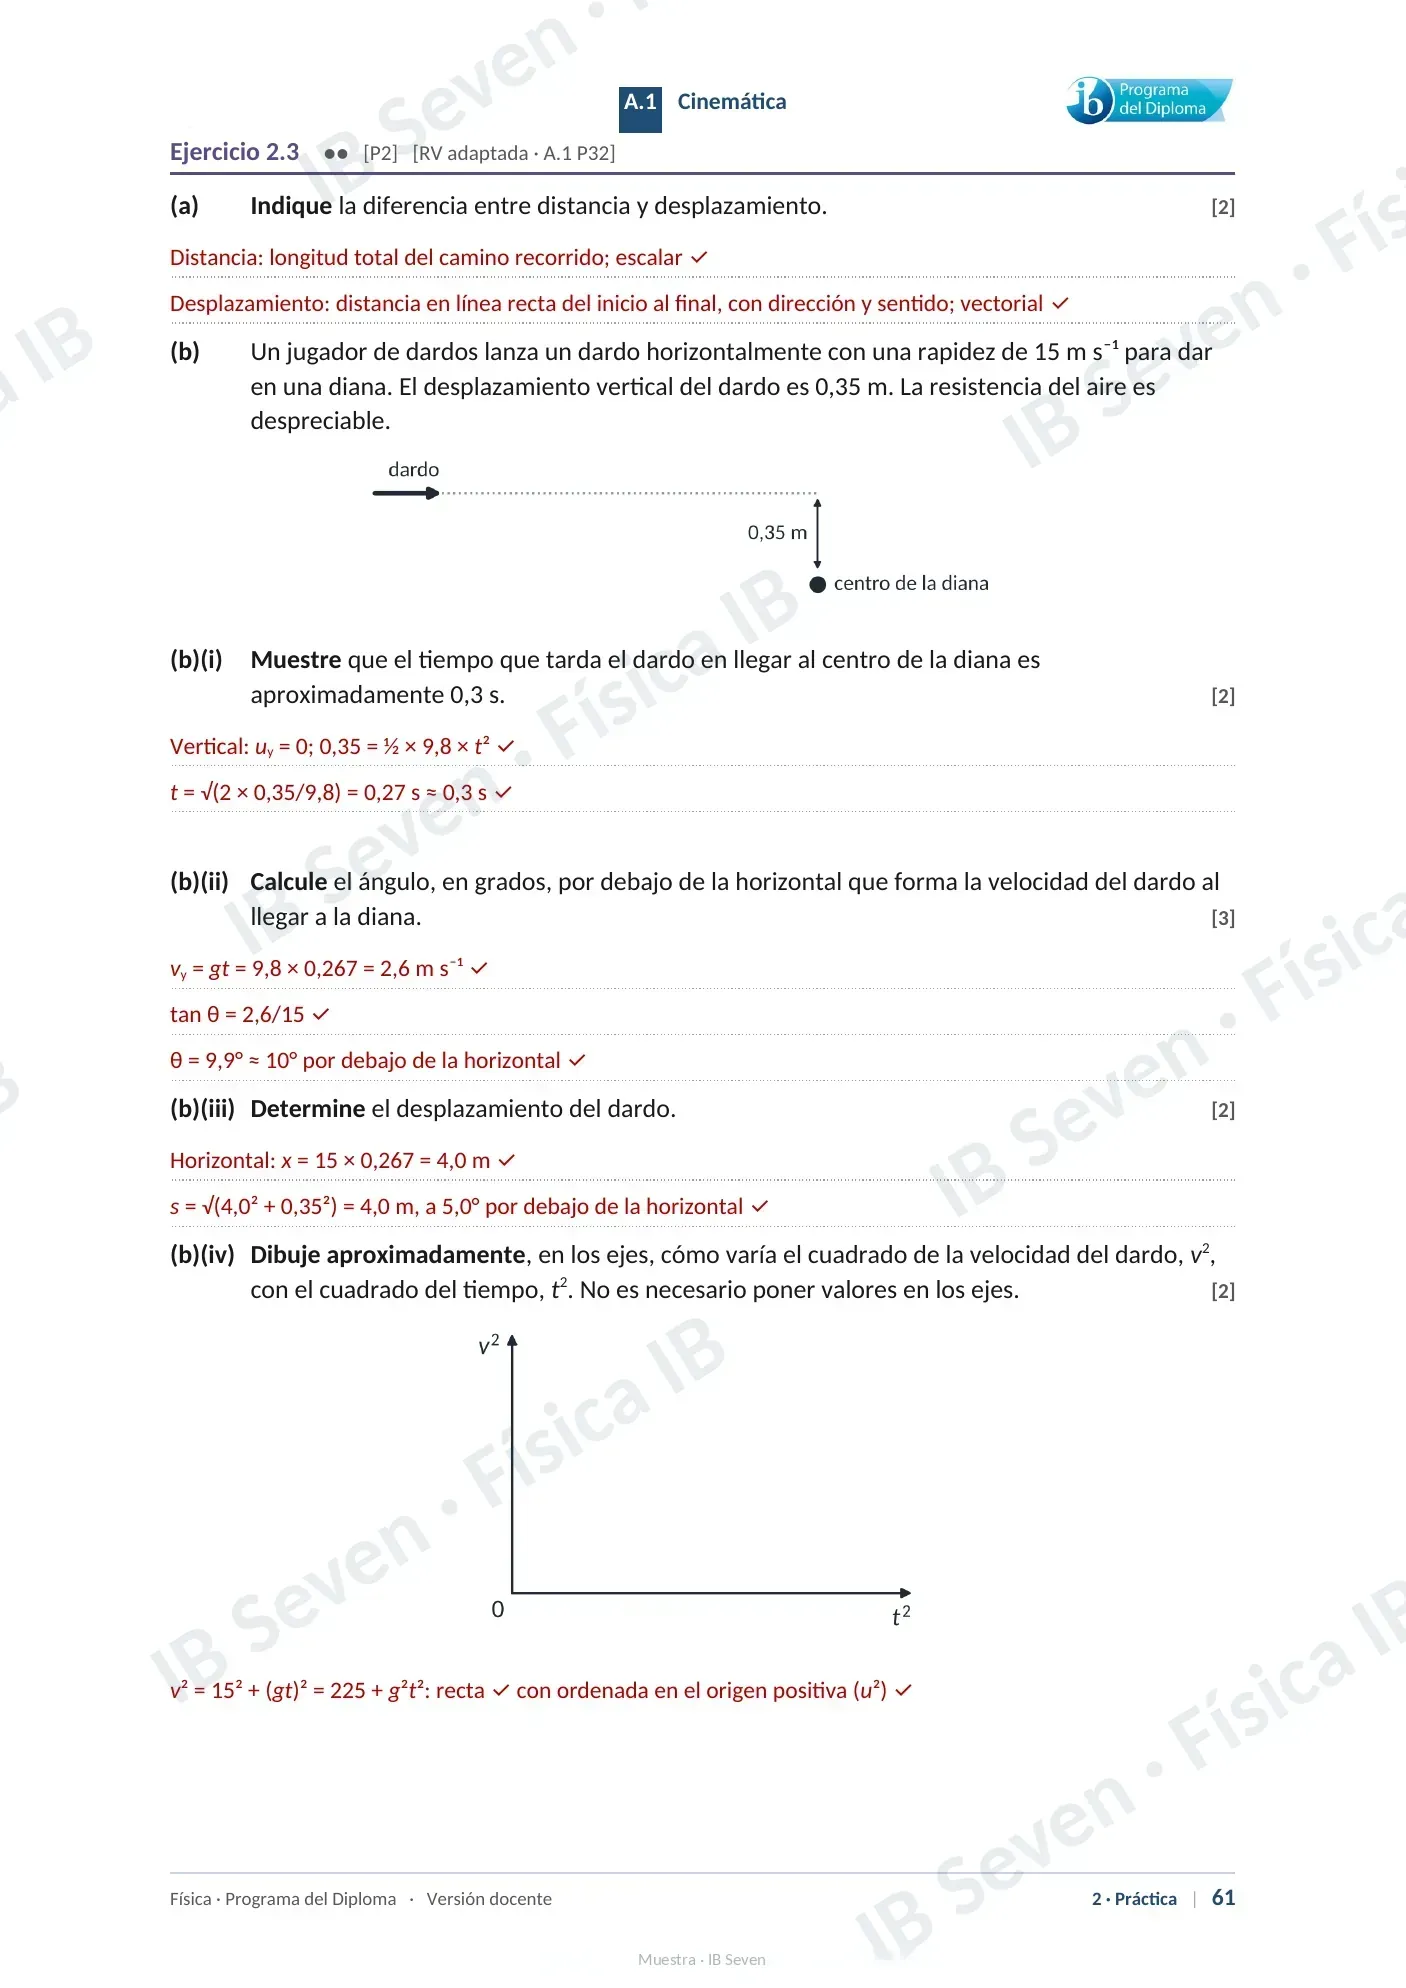 A.1 Cinemática
ib Programa
del Diploma
Ejercicio 2.3 •• [P2] [RV adaptada · A.1 P32]
(a) Indique la diferencia entre distancia y desplazamiento. [2]
Distancia: longitud total del camino recorrido; escalar ✓
Desplazamiento: distancia en línea recta del inicio al final, con dirección y sentido; vectorial ✓
(b) Un jugador de dardos lanza un dardo horizontalmente con una rapidez de 15 m s⁻¹ para dar
en una diana. El desplazamiento vertical del dardo es 0,35 m. La resistencia del aire es
despreciable.
dardo
0,35 m
centro de la diana
(b)(i) Muestre que el tiempo que tarda el dardo en llegar al centro de la diana es
aproximadamente 0,3 s. [2]
Vertical: uᵧ = 0; 0,35 = ½ × 9,8 × t² ✓
t = √(2 × 0,35/9,8) = 0,27 s ≈ 0,3 s ✓
(b)(ii) Calcule el ángulo, en grados, por debajo de la horizontal que forma la velocidad del dardo al
llegar a la diana. [3]
vᵧ = gt = 9,8 × 0,267 = 2,6 m s⁻¹ ✓
tan θ = 2,6/15 ✓
θ = 9,9° ≈ 10° por debajo de la horizontal ✓
(b)(iii) Determine el desplazamiento del dardo. [2]
Horizontal: x = 15 × 0,267 = 4,0 m ✓
s = √(4,0² + 0,35²) = 4,0 m, a 5,0° por debajo de la horizontal ✓
(b)(iv) Dibuje aproximadamente, en los ejes, cómo varía el cuadrado de la velocidad del dardo, v²,
con el cuadrado del tiempo, t². No es necesario poner valores en los ejes. [2]
v²
0
t²
v² = 15² + (gt)² = 225 + g²t²: recta ✓ con ordenada en el origen positiva (u²) ✓
Física · Programa del Diploma · Versión docente
2 · Práctica | 61
Muestra · IB Seven
IB Seven · Física IB